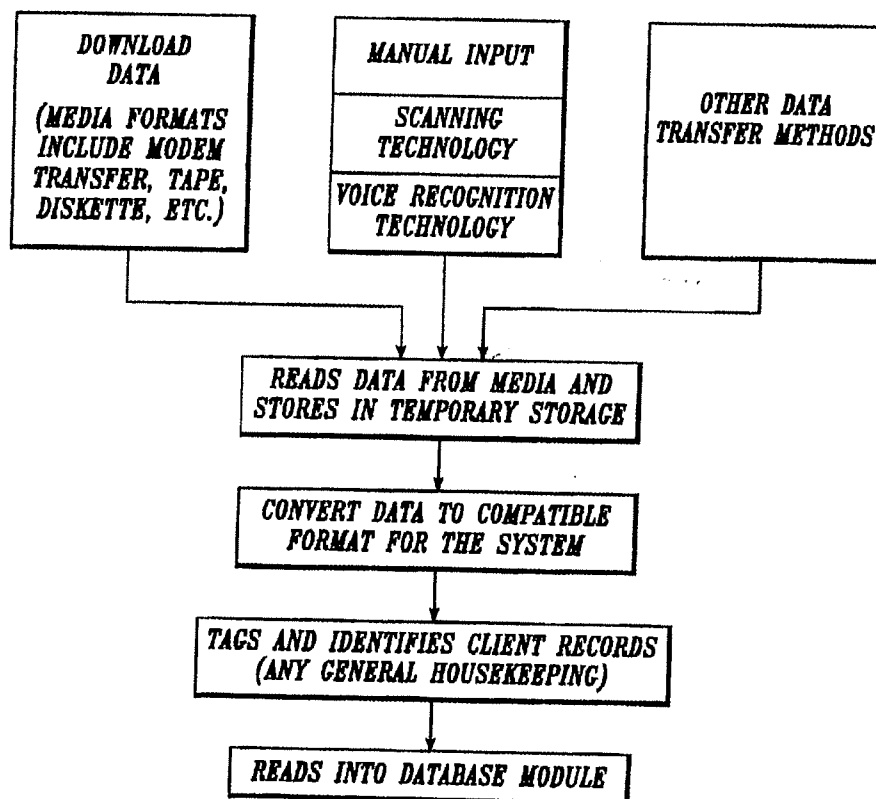 DOWNLOAD
DATA
(MEDIA FORMATS
INCLUDE MODEM
TRANSFER, TAPE,
DISKETTE, ETC.)
MANUAL INPUT
SCANNING
TECHNOLOGY
VOICE RECOGNITION
TECHNOLOGY
OTHER DATA
TRANSFER METHODS
READS DATA FROM MEDIA AND
STORES IN TEMPORARY STORAGE
CONVERT DATA TO COMPATIBLE
FORMAT FOR THE SYSTEM
TAGS AND IDENTIFIES CLIENT RECORDS
(ANY GENERAL HOUSEKEEPING)
READS INTO DATABASE MODULE